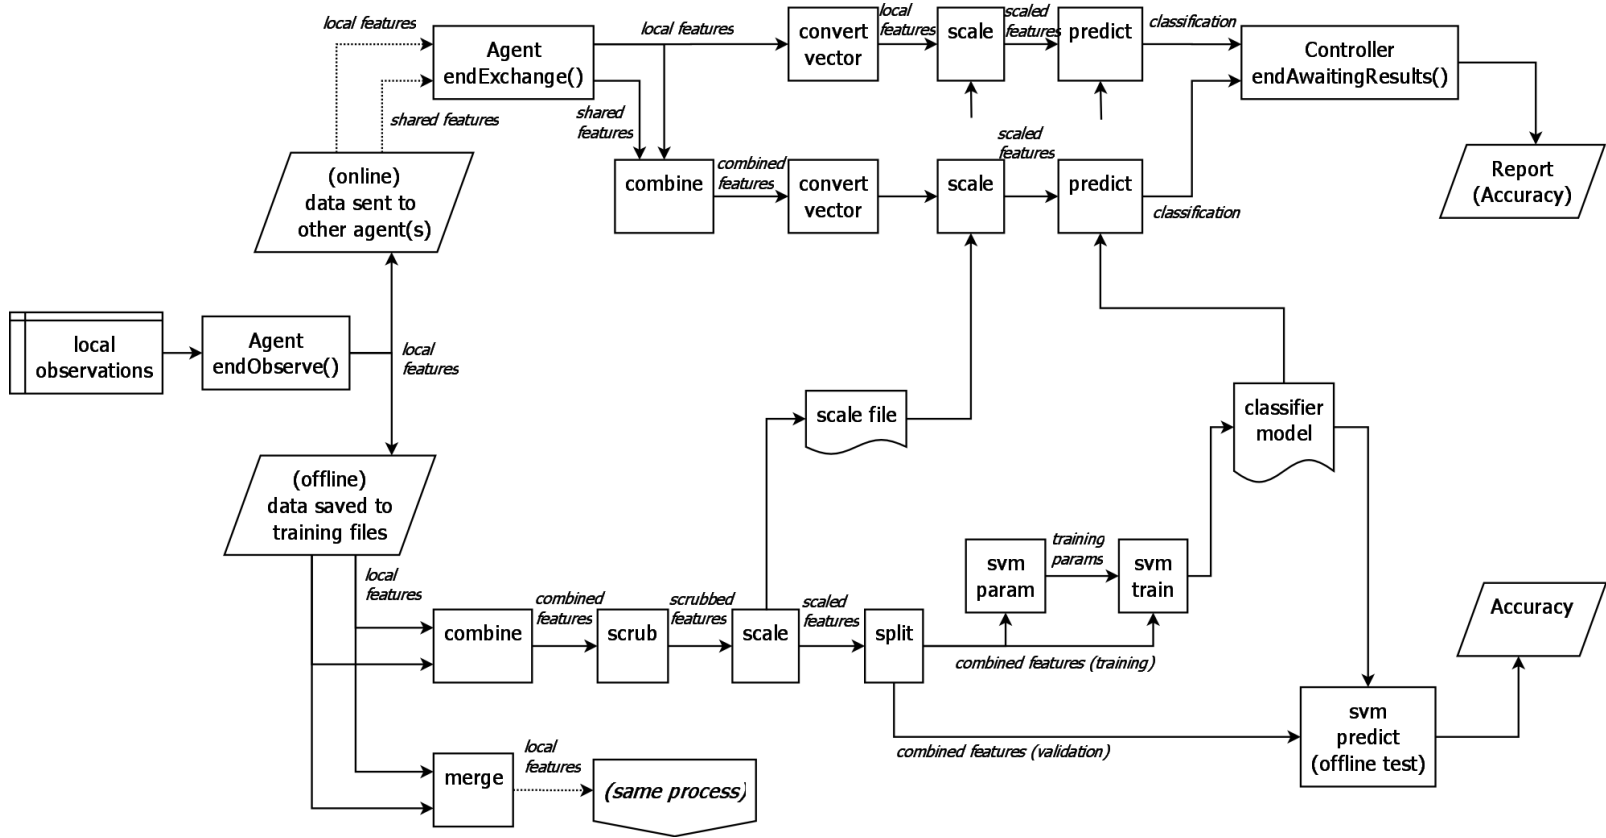 local features
shared features
Agent
endExchange()
local features
shared
features
convert
vector
local
features
scale
scaled
features
predict
classification
Controller
endAwaitingResults()
Report
(Accuracy)
(online)
data sent to
other agent(s)
combine
combined
features
convert
vector
scale
scaled
features
predict
classification
local
observations
Agent
endObserve()
local
features
scale file
classifier
model
(offline)
data saved to
training files
local
features
combine
combined
features
scrub
scrubbed
features
scale
scaled
features
split
svm
param
training
params
svm
train
combined features (training)
combined features (validation)
svm
predict
(offline test)
Accuracy
merge
local
features
(same process)